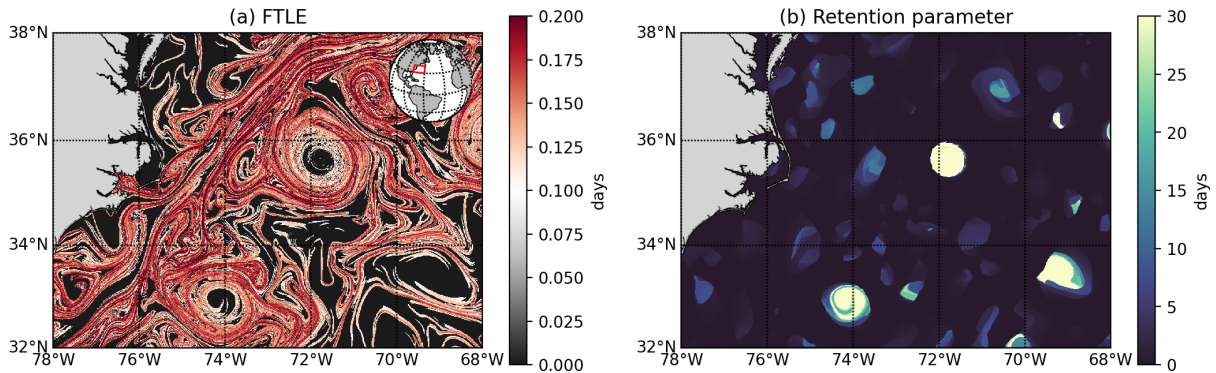 (a) FTLE
38°N
36°N
34°N
32°N
78°W
76°W
74°W
72°W
70°W
68°W
0.200
0.175
0.150
0.125
0.100
0.075
0.050
0.025
0.000
days
(b) Retention parameter
38°N
36°N
34°N
32°N
78°W
76°W
74°W
72°W
70°W
68°W
30
25
20
15
10
5
0
days